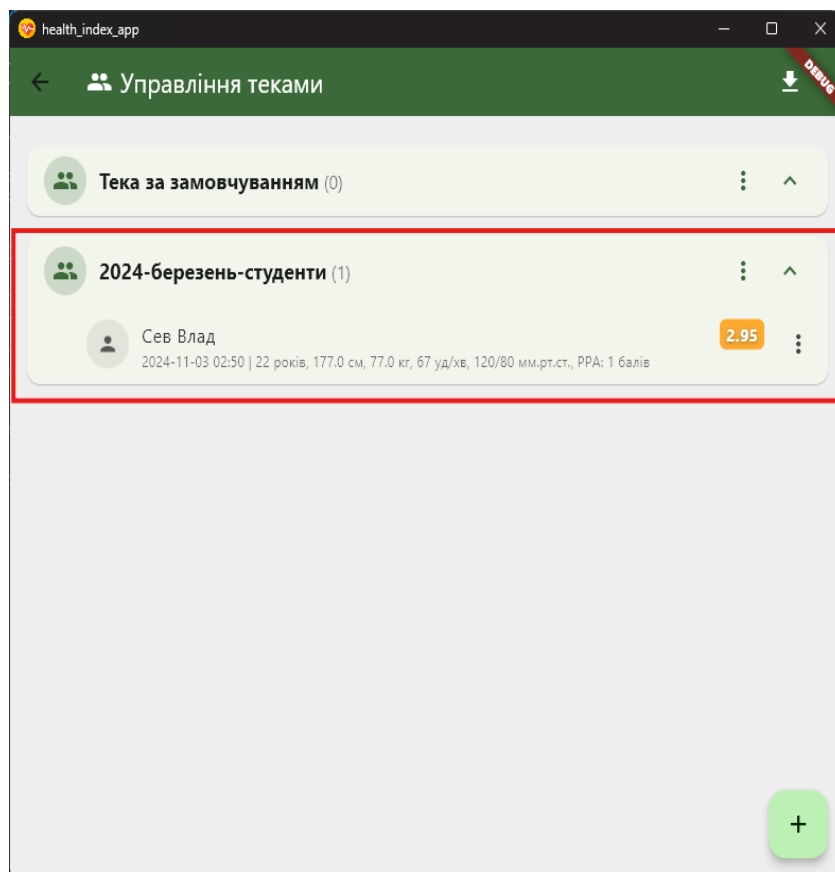 health_index_app
Управління теками
DEBUG
Тека за замовчуванням (0)
2024-березень-студенти (1)
Сев Влад
2.95
2024-11-03 02:50 | 22 років, 177.0 см, 77.0 кг, 67 уд/хв, 120/80 мм.рт.ст., РРА: 1 балів